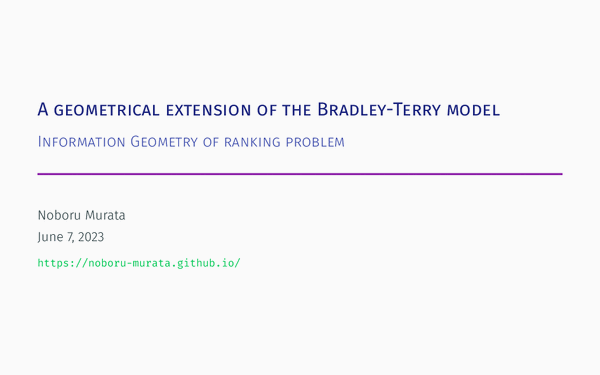 A geometrical extension of the Bradley-Terry model
Information Geometry of ranking problem
Noboru Murata
June 7, 2023
https://noboru-murata.github.io/